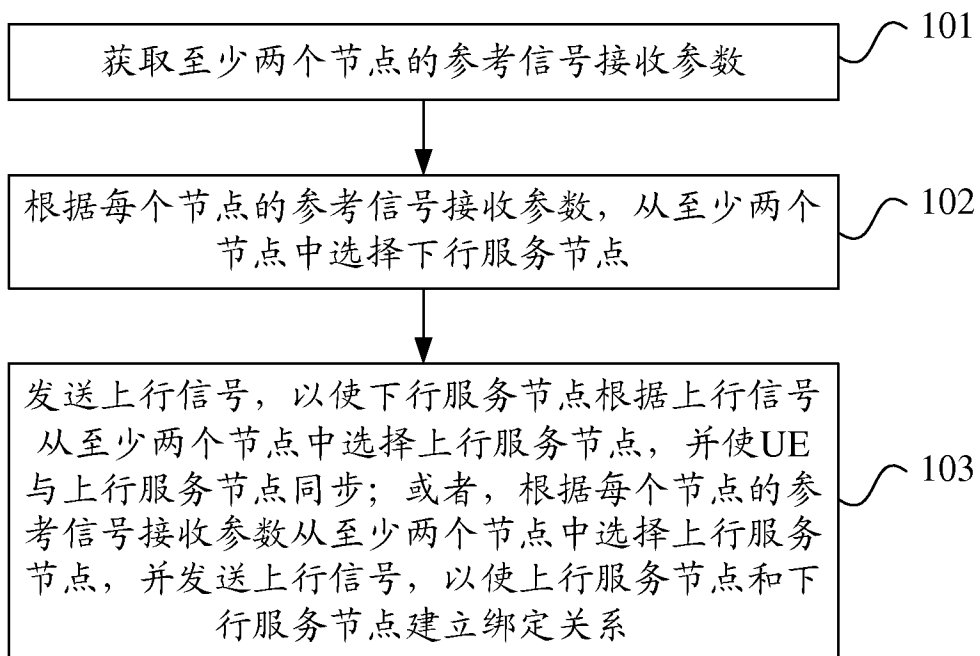 获取至少两个节点的参考信号接收参数
101
根据每个节点的参考信号接收参数，从至少两个
节点中选择下行服务节点
102
发送上行信号，以使下行服务节点根据上行信号
从至少两个节点中选择上行服务节点，并使UE
与上行服务节点同步；或者，根据每个节点的参
考信号接收参数从至少两个节点中选择上行服务
节点，并发送上行信号，以使上行服务节点和下
行服务节点建立绑定关系
103